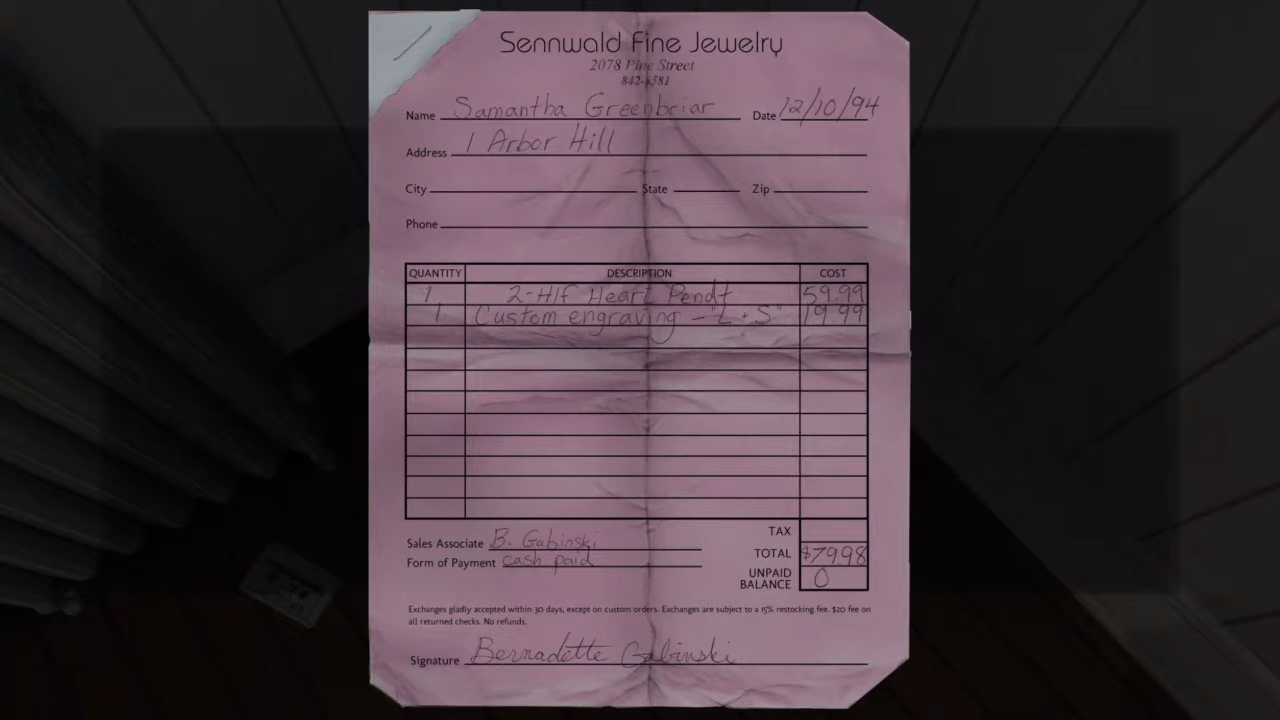 Sennwald Fine Jewelry
2078 Pine Street
842-1581
Name Samantha Greenbriar Date 12/10/94
Address 1 Arbor Hill
City State Zip
Phone
QUANTITY DESCRIPTION COST
1 2-Hlf Heart Pendt 59.99
1 Custom engraving - "L + S" 19.99
TAX
Sales Associate B. Gabinski
TOTAL $79.98
Form of Payment cash paid
UNPAID BALANCE 0
Exchanges gladly accepted within 30 days, except on custom orders. Exchanges are subject to a 15% restocking fee. $20 fee on
all returned checks. No refunds.
Signature Bernadette Gabinski